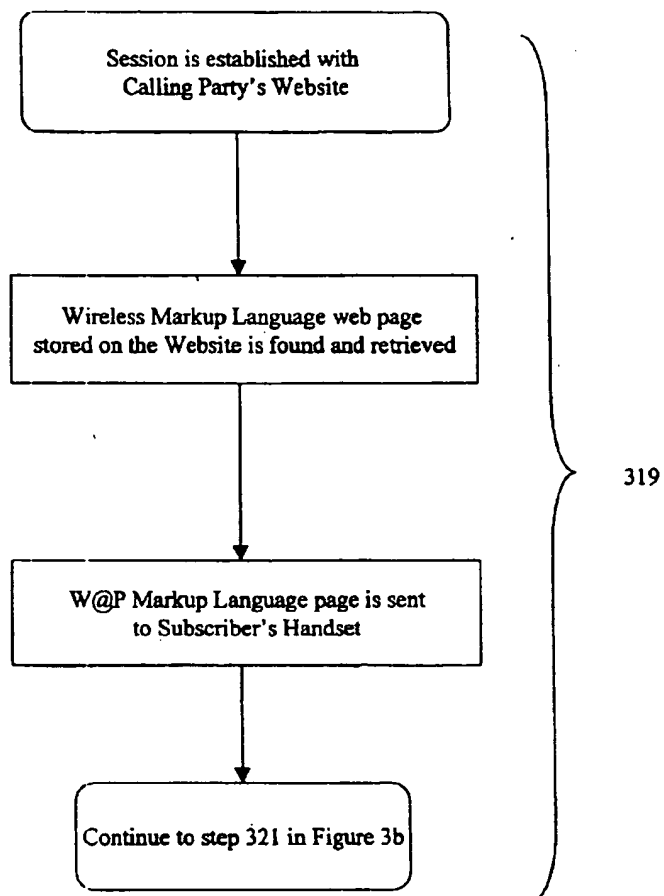 Session is established with
Calling Party's Website
Wireless Markup Language web page
stored on the Website is found and retrieved
319
W@P Markup Language page is sent
to Subscriber's Handset
Continue to step 321 in Figure 3b